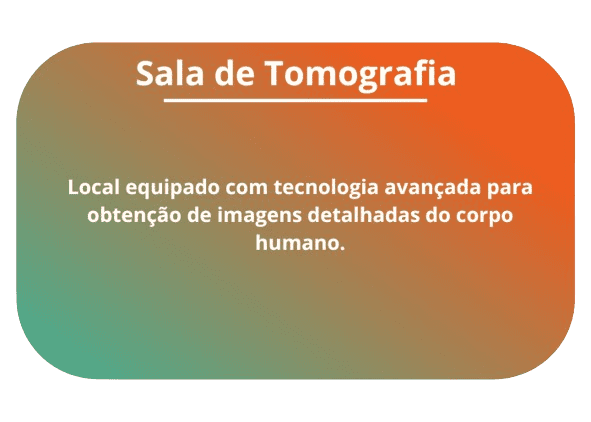 Sala de Tomografia
Local equipado com tecnologia avançada para
obtenção de imagens detalhadas do corpo
humano.